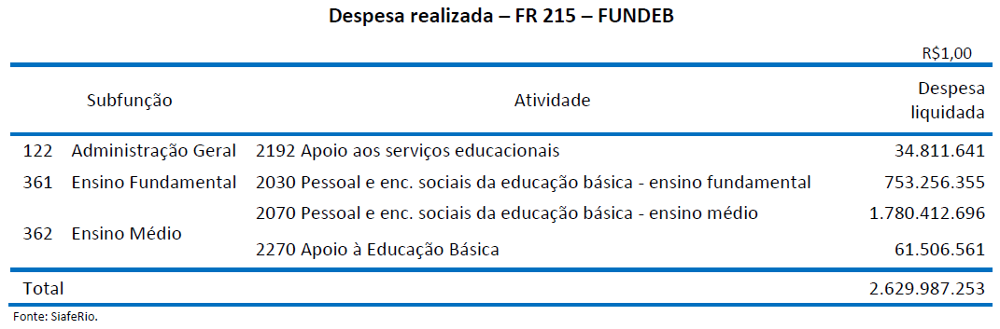 Despesa realizada – FR 215 – FUNDEB
R$1,00
Subfunção Atividade Despesa liquidada
122 Administração Geral 2192 Apoio aos serviços educacionais 34.811.641
361 Ensino Fundamental 2030 Pessoal e enc. sociais da educação básica - ensino fundamental 753.256.355
362 Ensino Médio 2070 Pessoal e enc. sociais da educação básica - ensino médio 1.780.412.696
2270 Apoio à Educação Básica 61.506.561
Total 2.629.987.253
Fonte: SiafeRio.